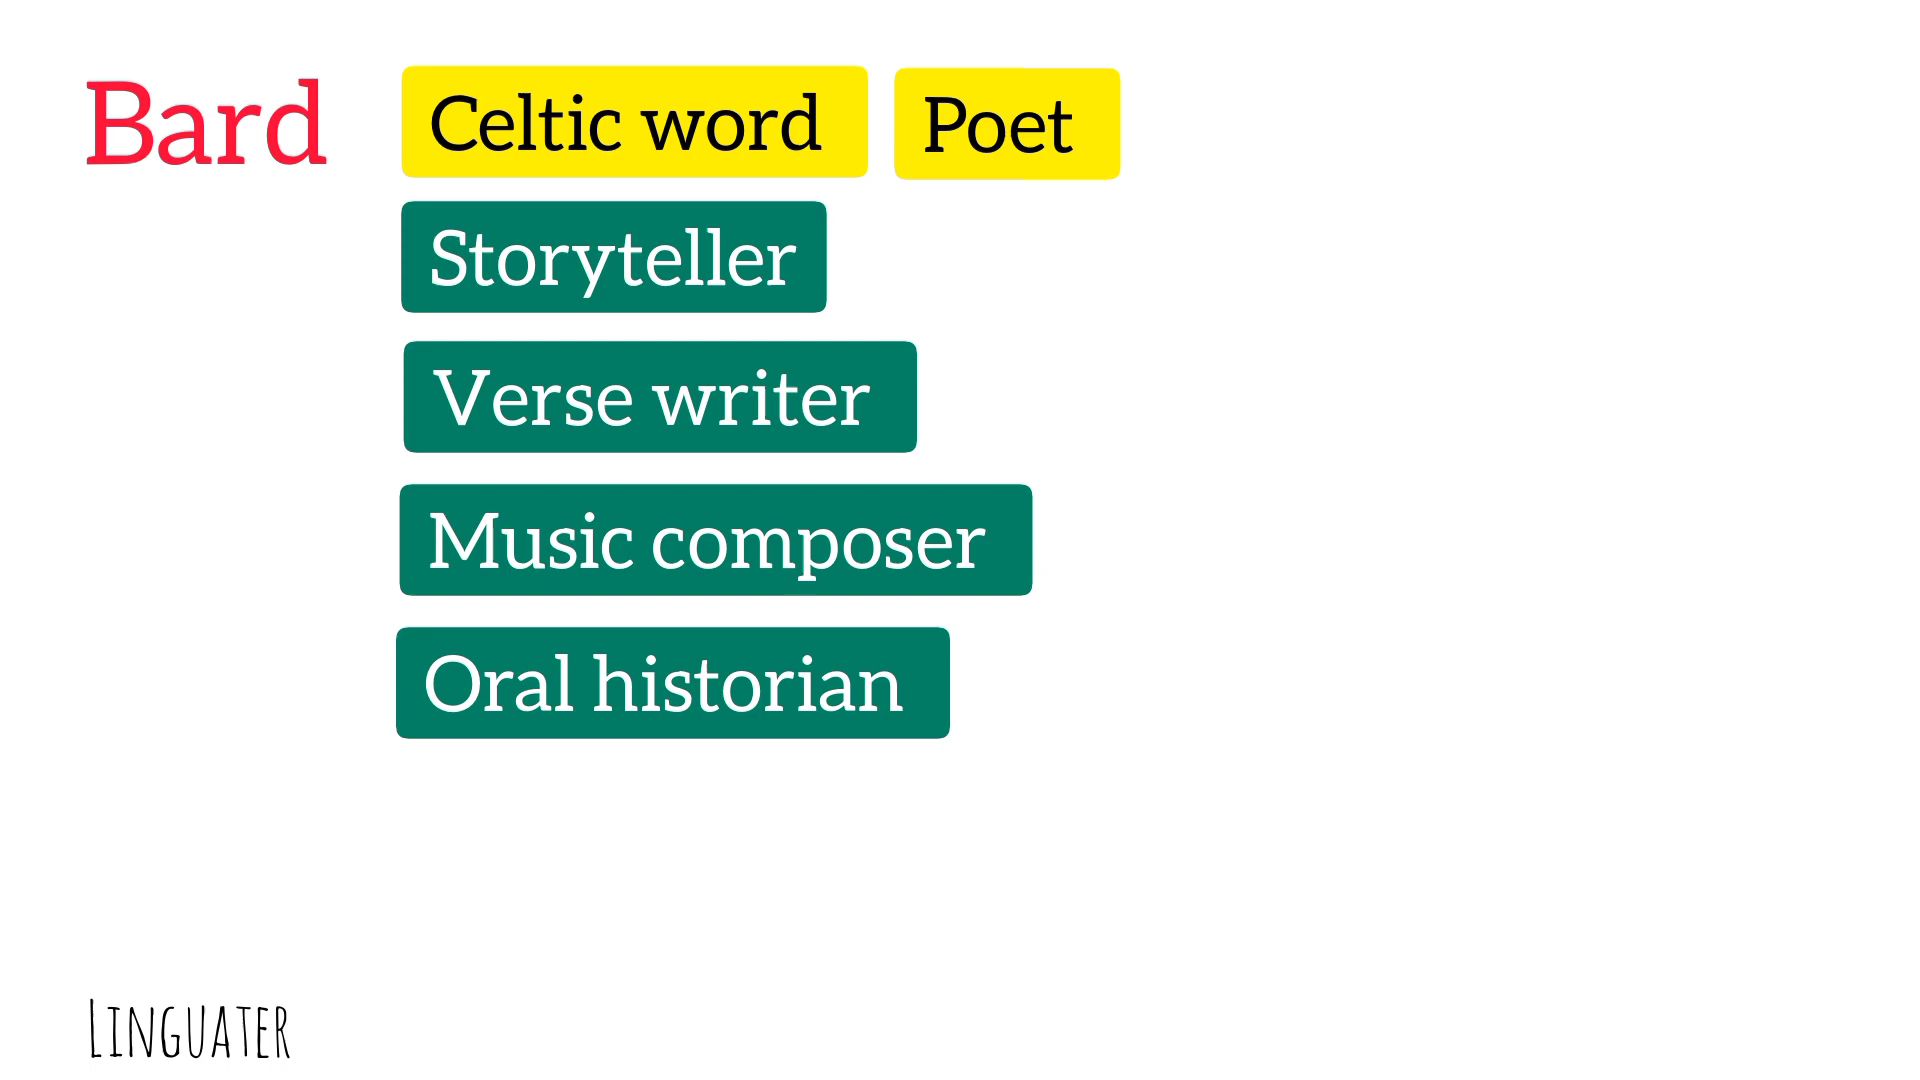 Bard Celtic word Poet
Storyteller
Verse writer
Music composer
Oral historian
LINGUATER